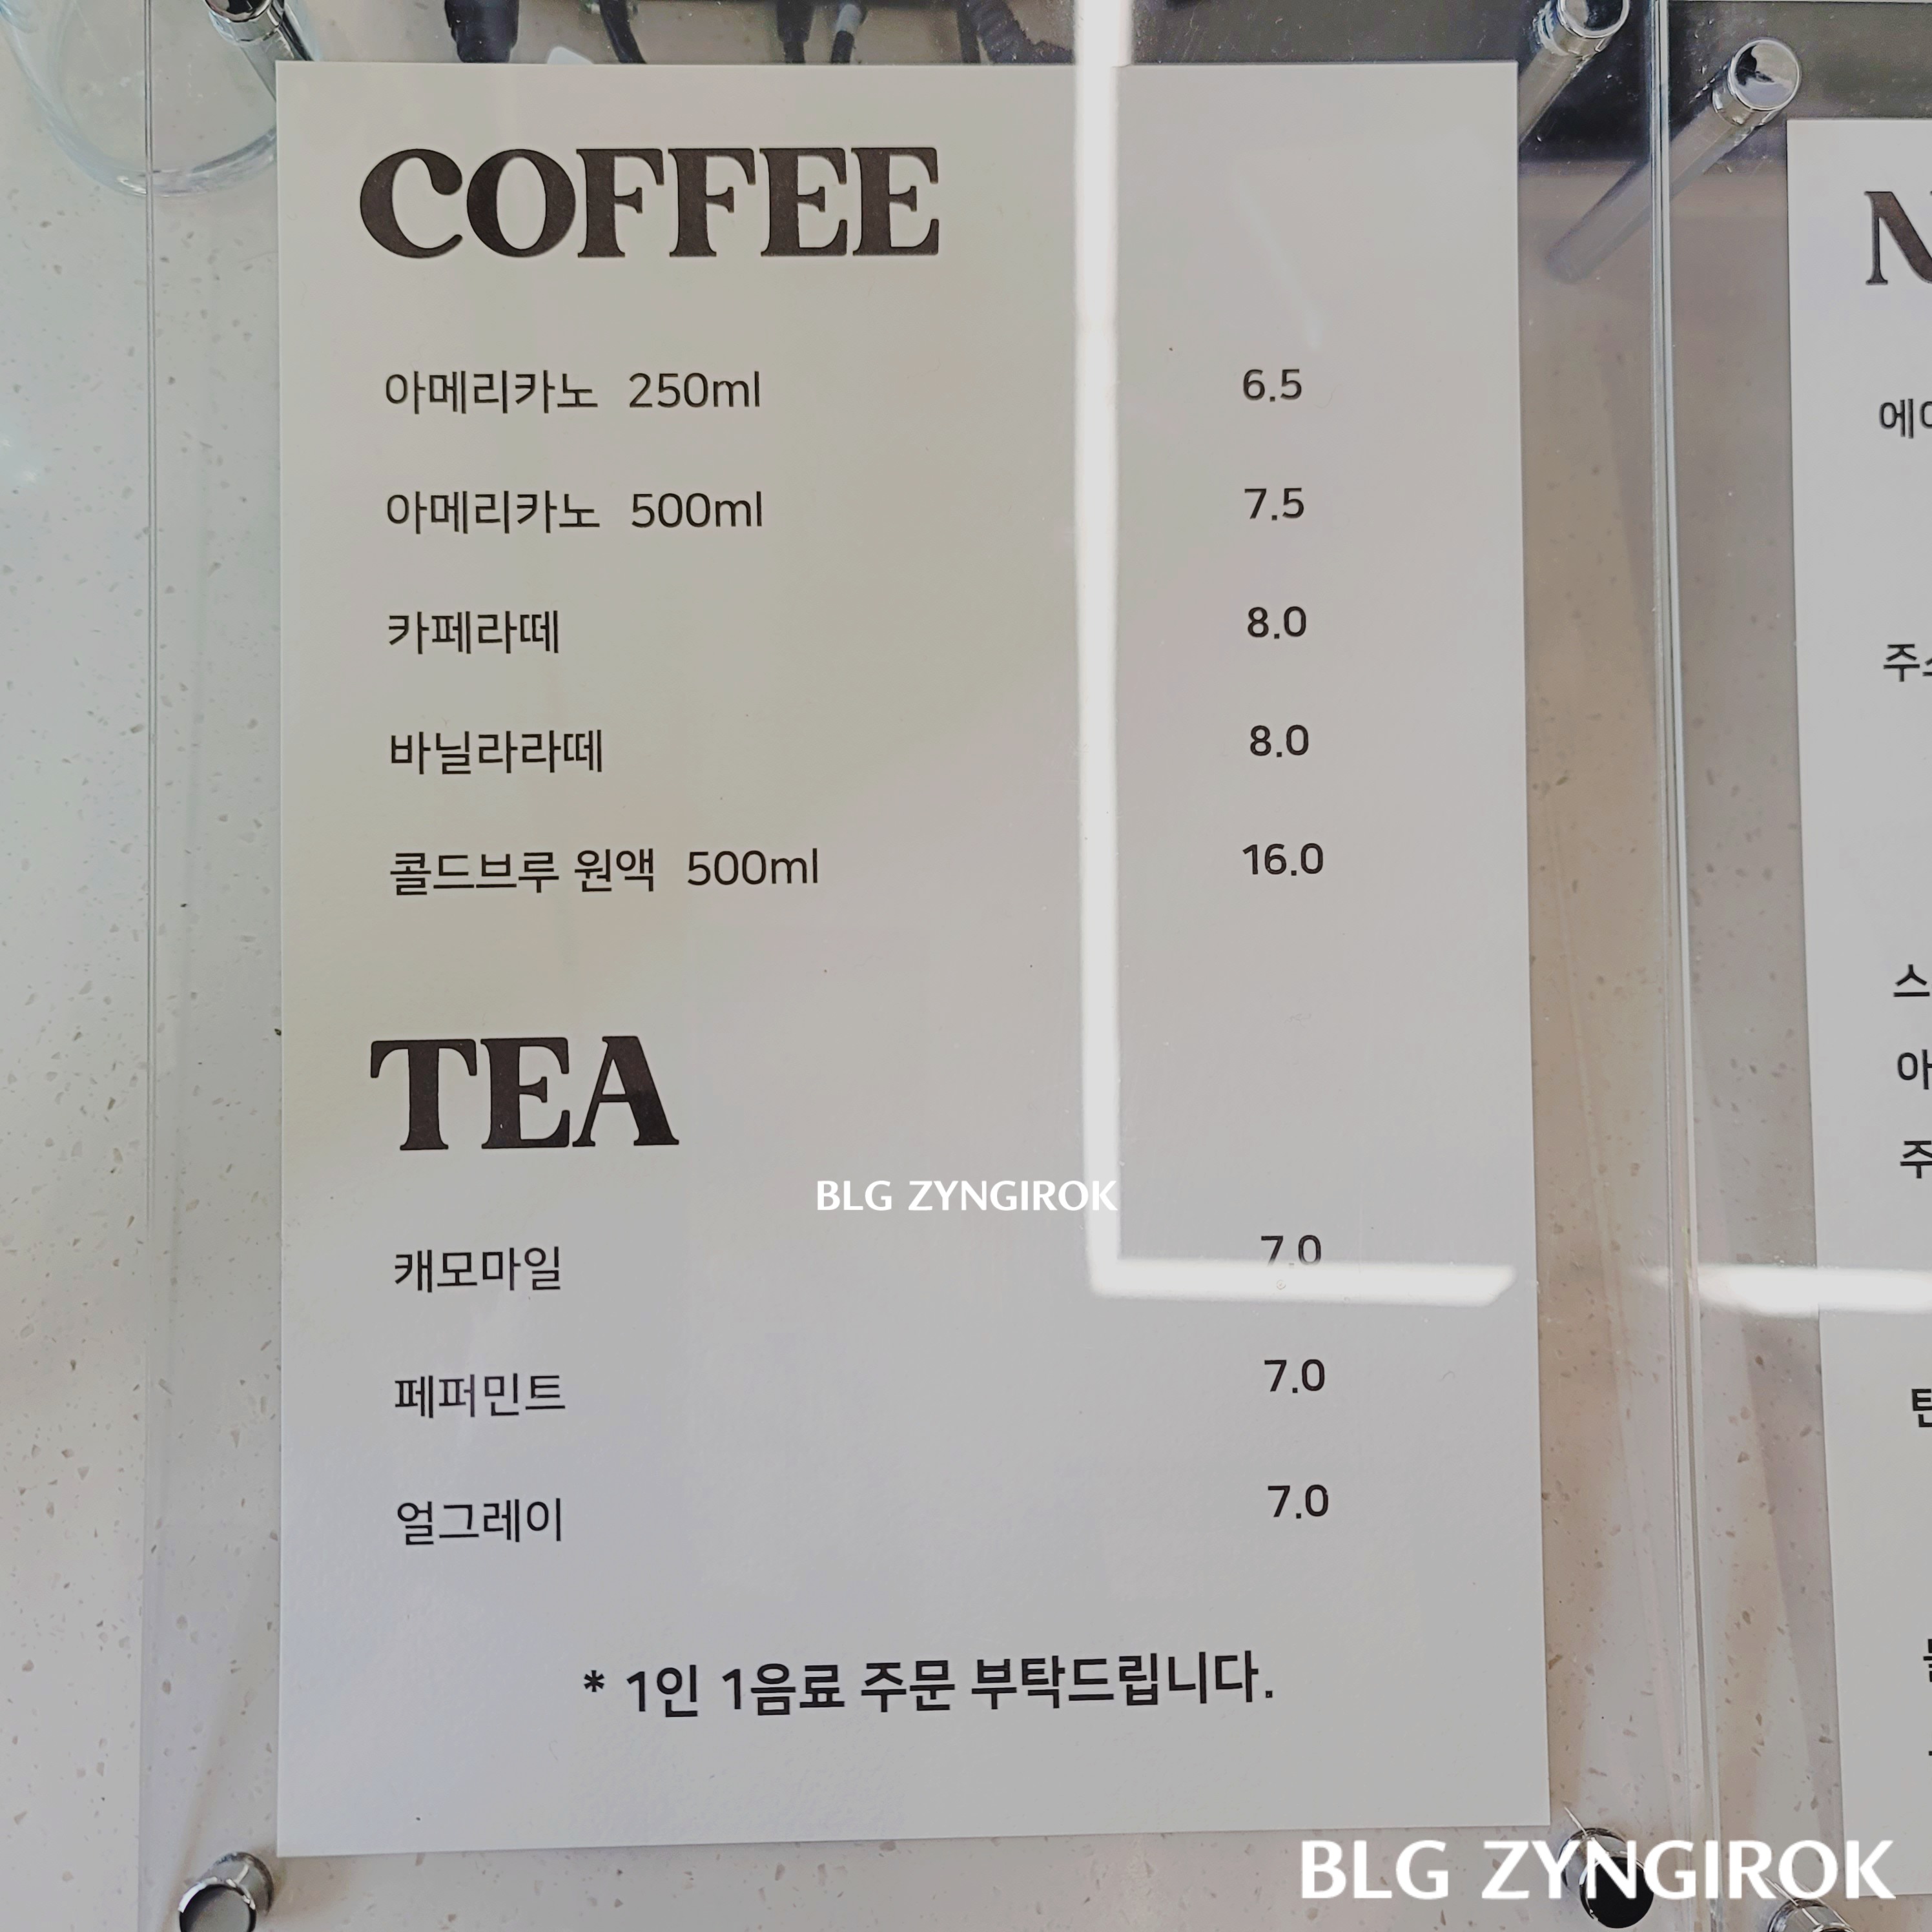 COFFEE
아메리카노 250ml 6.5
아메리카노 500ml 7.5
카페라떼 8.0
바닐라라떼 8.0
콜드브루 원액 500ml 16.0
TEA
BLG ZYNGIROK
캐모마일 7.0
페퍼민트 7.0
얼그레이 7.0
* 1인 1음료 주문 부탁드립니다.
BLG ZYNGIROK